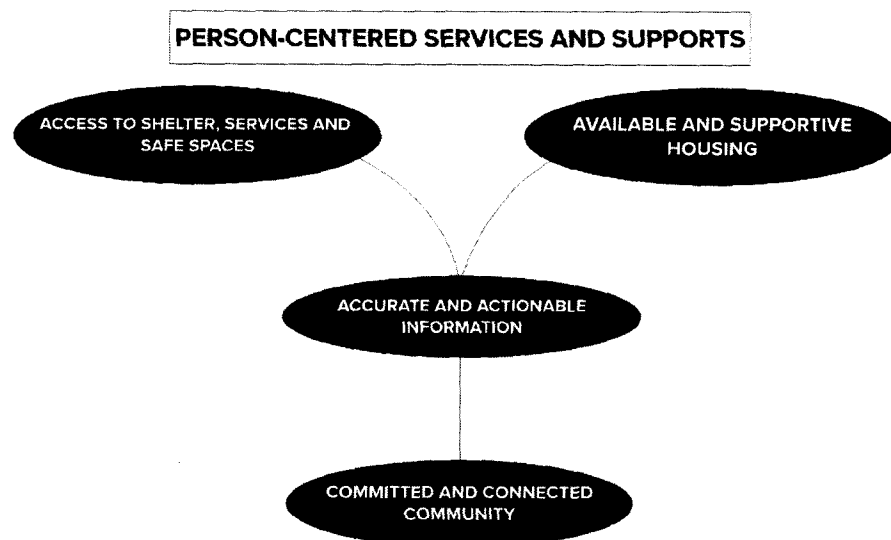 PERSON-CENTERED SERVICES AND SUPPORTS
ACCESS TO SHELTER, SERVICES AND
SAFE SPACES
AVAILABLE AND SUPPORTIVE
HOUSING
ACCURATE AND ACTIONABLE
INFORMATION
COMMITTED AND CONNECTED
COMMUNITY